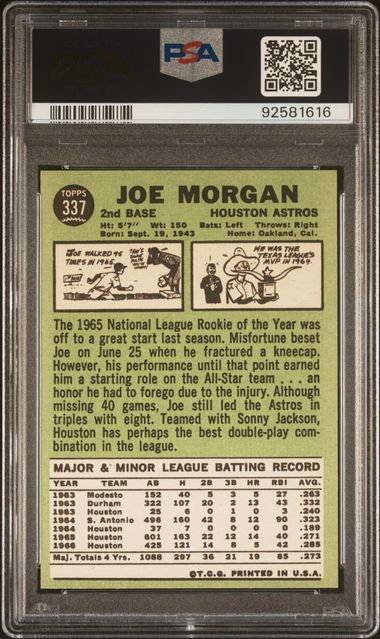 PSA
92581616
TOPPS
337
JOE MORGAN
2nd BASE HOUSTON ASTROS
Ht: 5'7" Wt: 150 Bats: Left Throws: Right
Born: Sept. 19, 1943 Home: Oakland, Cal.
JOE WALKED 96
TIMES IN 1965.
HE WAS THE
TEXAS LEAGUE'S
MVP IN 1964.
The 1965 National League Rookie of the Year was
off to a great start last season. Misfortune beset
Joe on June 25 when he fractured a kneecap.
However, his performance until that point earned
him a starting role on the All-Star team . . . an
honor he had to forego due to the injury. Although
missing 40 games, Joe still led the Astros in
triples with eight. Teamed with Sonny Jackson,
Houston has perhaps the best double-play com-
bination in the league.
MAJOR & MINOR LEAGUE BATTING RECORD
YEAR TEAM AB H 2B 3B HR RBI AVG.
1963 Modesto 152 40 5 3 5 27 .263
1963 Durham 322 107 20 2 13 43 .332
1963 Houston 25 6 0 1 0 3 .240
1964 S. Antonio 496 160 42 8 12 90 .323
1964 Houston 37 7 0 0 0 0 .189
1965 Houston 601 163 22 12 14 40 .271
1966 Houston 425 121 14 8 5 42 .285
Maj. Totals 4 Yrs. 1088 297 36 21 19 85 .273
©T.C.G. PRINTED IN U.S.A.